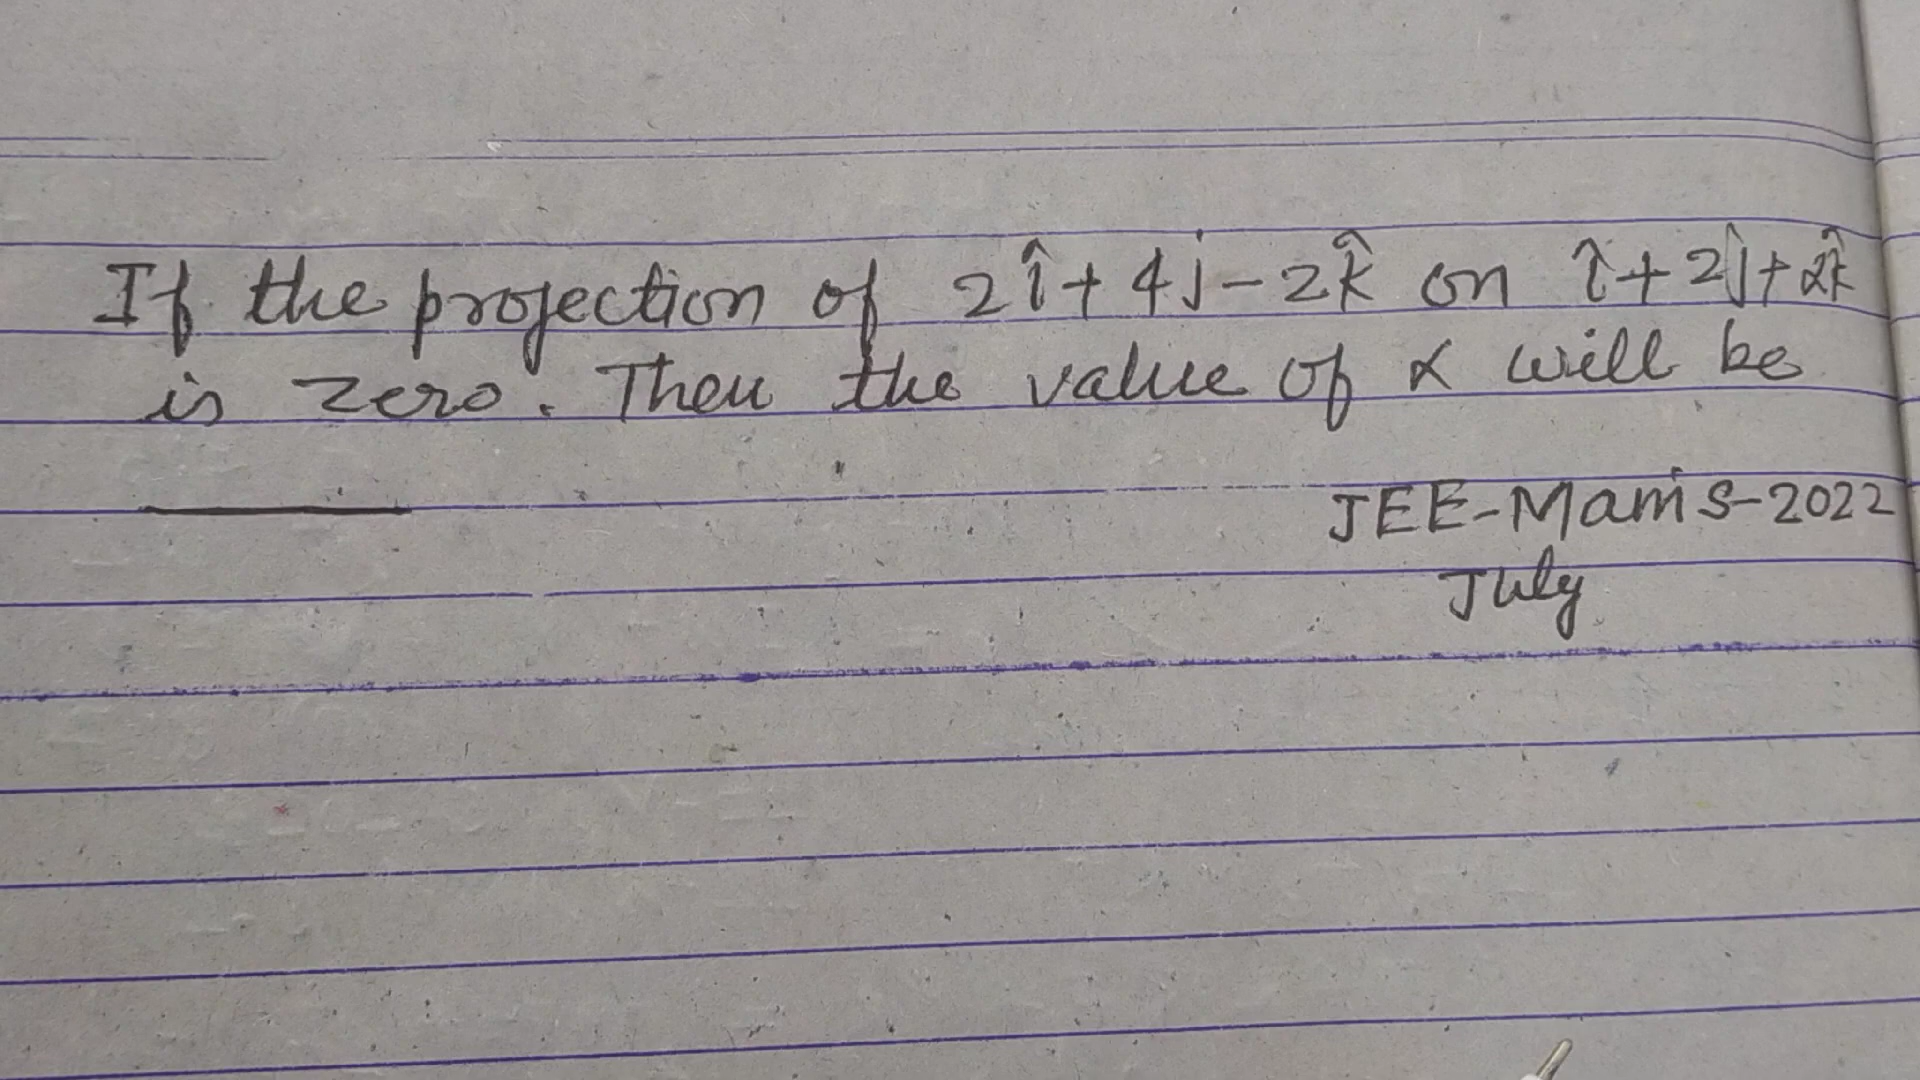 If the projection of 2î + 4j - 2k̂ on î + 2ĵ + αk̂
is zero. Then the value of α will be
JEE-Mains-2022
July